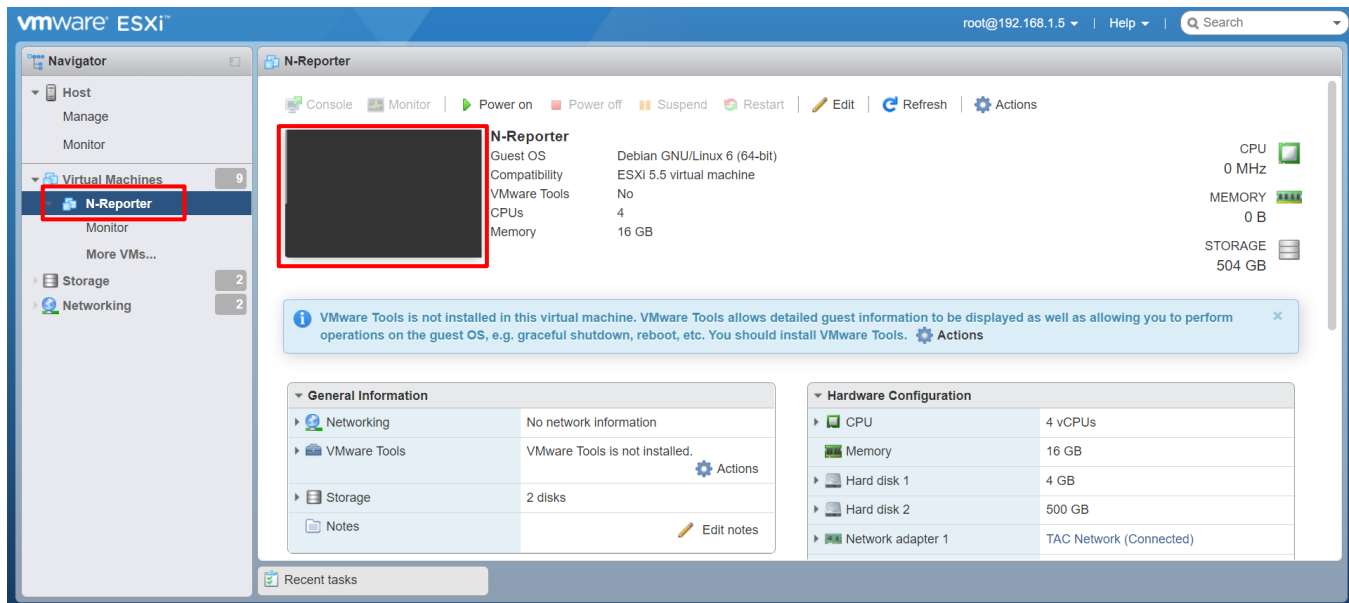 vmware ESXi™
root@192.168.1.5 | Help | Search
Navigator
Host
Manage
Monitor
Virtual Machines 9
N-Reporter
Monitor
More VMs...
Storage 2
Networking 2
N-Reporter
Console Monitor Power on Power off Suspend Restart Edit Refresh Actions
N-Reporter
Guest OS Debian GNU/Linux 6 (64-bit)
Compatibility ESXi 5.5 virtual machine
VMware Tools No
CPUs 4
Memory 16 GB
CPU
0 MHz
MEMORY
0 B
STORAGE
504 GB
VMware Tools is not installed in this virtual machine. VMware Tools allows detailed guest information to be displayed as well as allowing you to perform
operations on the guest OS, e.g. graceful shutdown, reboot, etc. You should install VMware Tools. Actions
General Information
Networking No network information
VMware Tools VMware Tools is not installed.
Actions
Storage 2 disks
Notes Edit notes
Hardware Configuration
CPU 4 vCPUs
Memory 16 GB
Hard disk 1 4 GB
Hard disk 2 500 GB
Network adapter 1 TAC Network (Connected)
Recent tasks